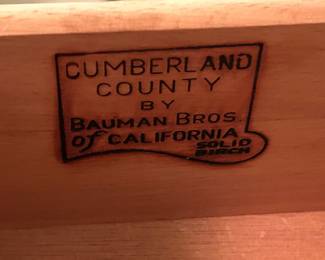 CUMBERLAND
COUNTY
BY
BAUMAN BROS.
of CALIFORNIA
SOLID
BIRCH